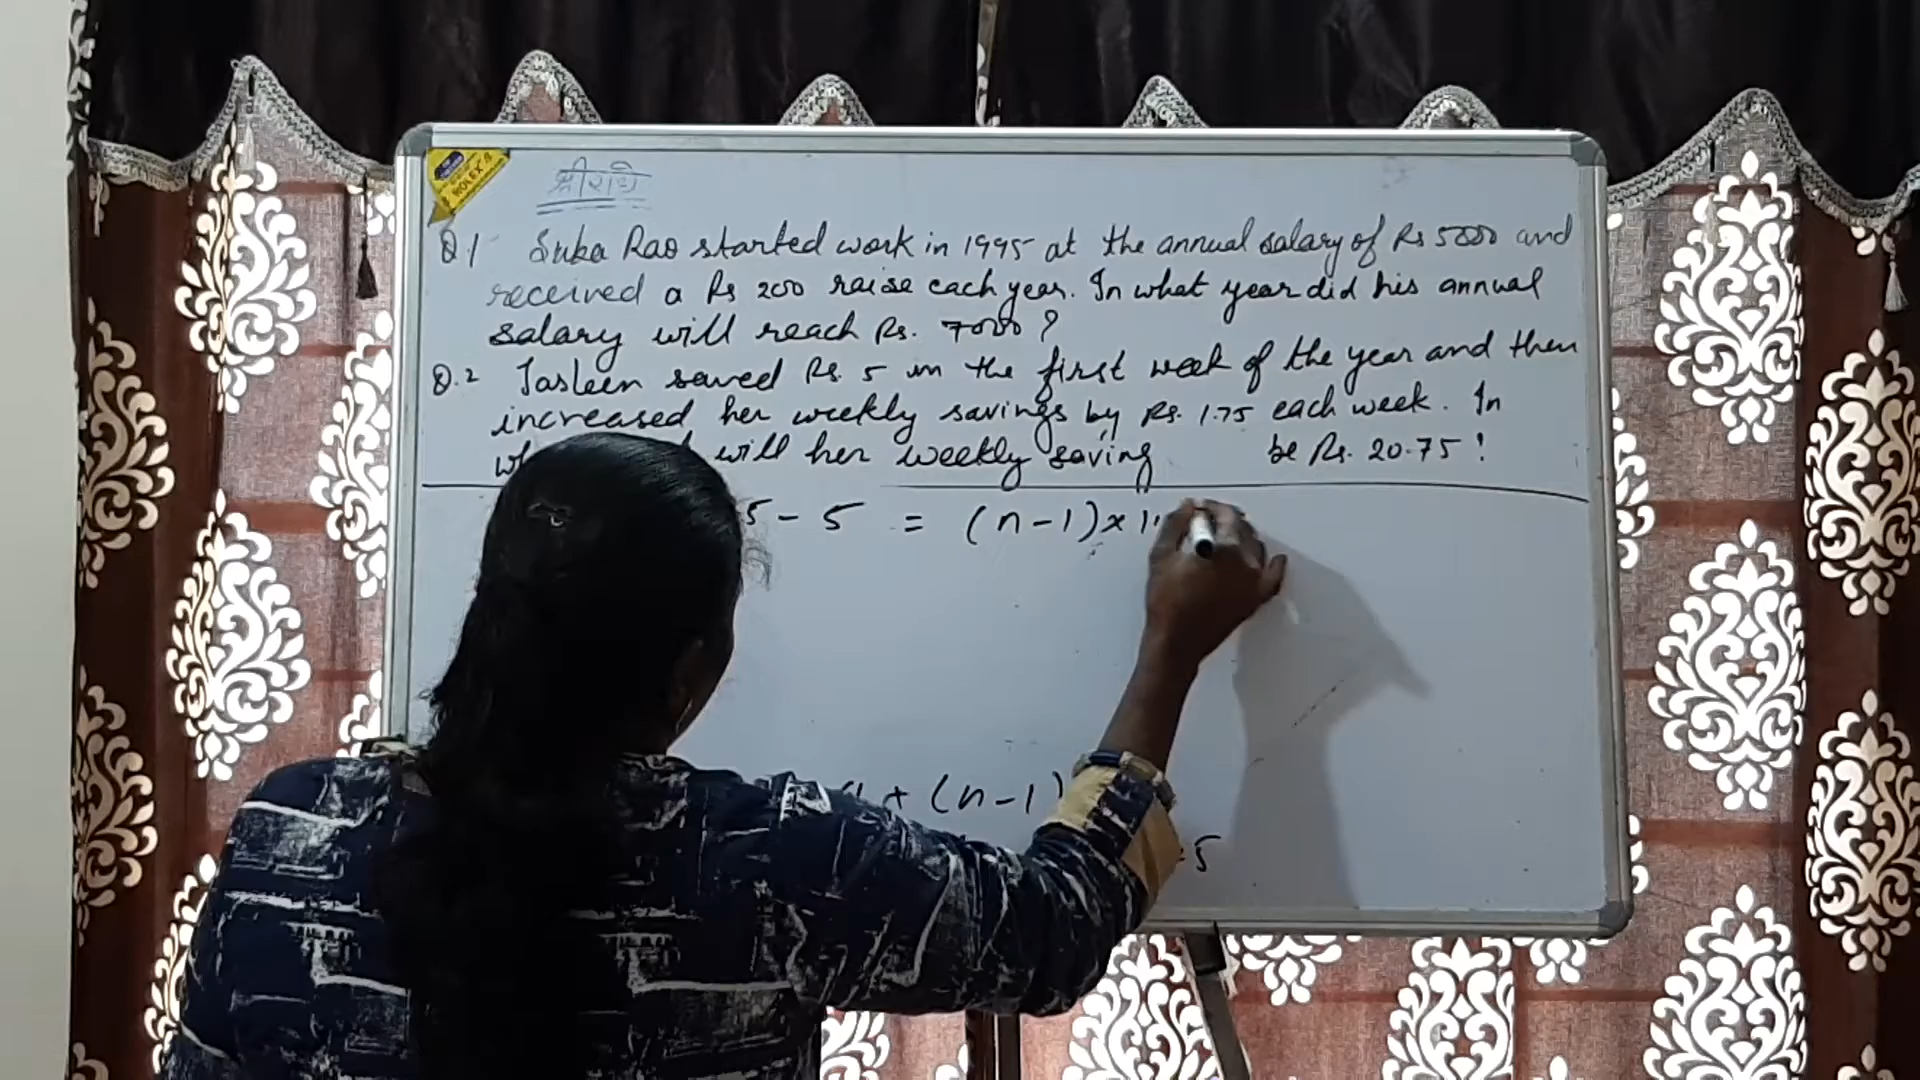 ROLEX
श्री राधे
Q.1 Suba Rao started work in 1995 at the annual salary of Rs 5000 and
received a Rs 200 raise each year. In what year did his annual
salary will reach Rs. 7000?
Q.2 Jasleen saved Rs. 5 in the first week of the year and then
increased her weekly savings by Rs. 1.75 each week. In
will her weekly saving be Rs. 20.75!
5 - 5 = (n-1)×1.
+ (n-1)
5